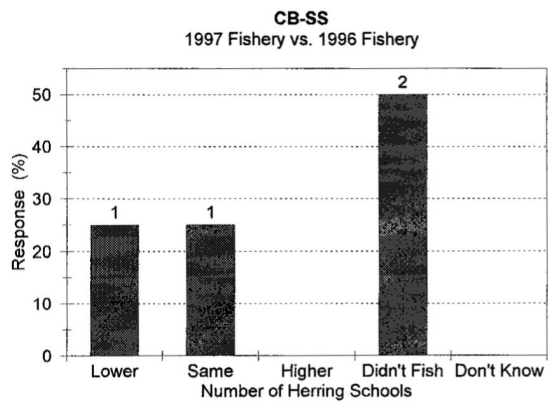 CB-SS
1997 Fishery vs. 1996 Fishery
Response (%)
50
40
30
20
10
0
2
1 1
Lower Same Higher Didn't Fish Don't Know
Number of Herring Schools